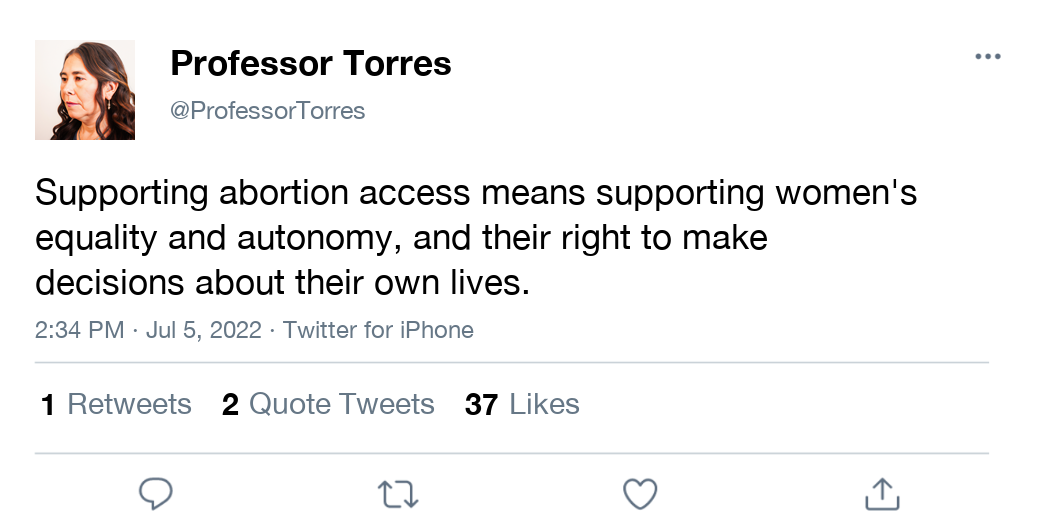 Professor Torres
@ProfessorTorres
Supporting abortion access means supporting women's
equality and autonomy, and their right to make
decisions about their own lives.
2:34 PM · Jul 5, 2022 · Twitter for iPhone
1 Retweets 2 Quote Tweets 37 Likes